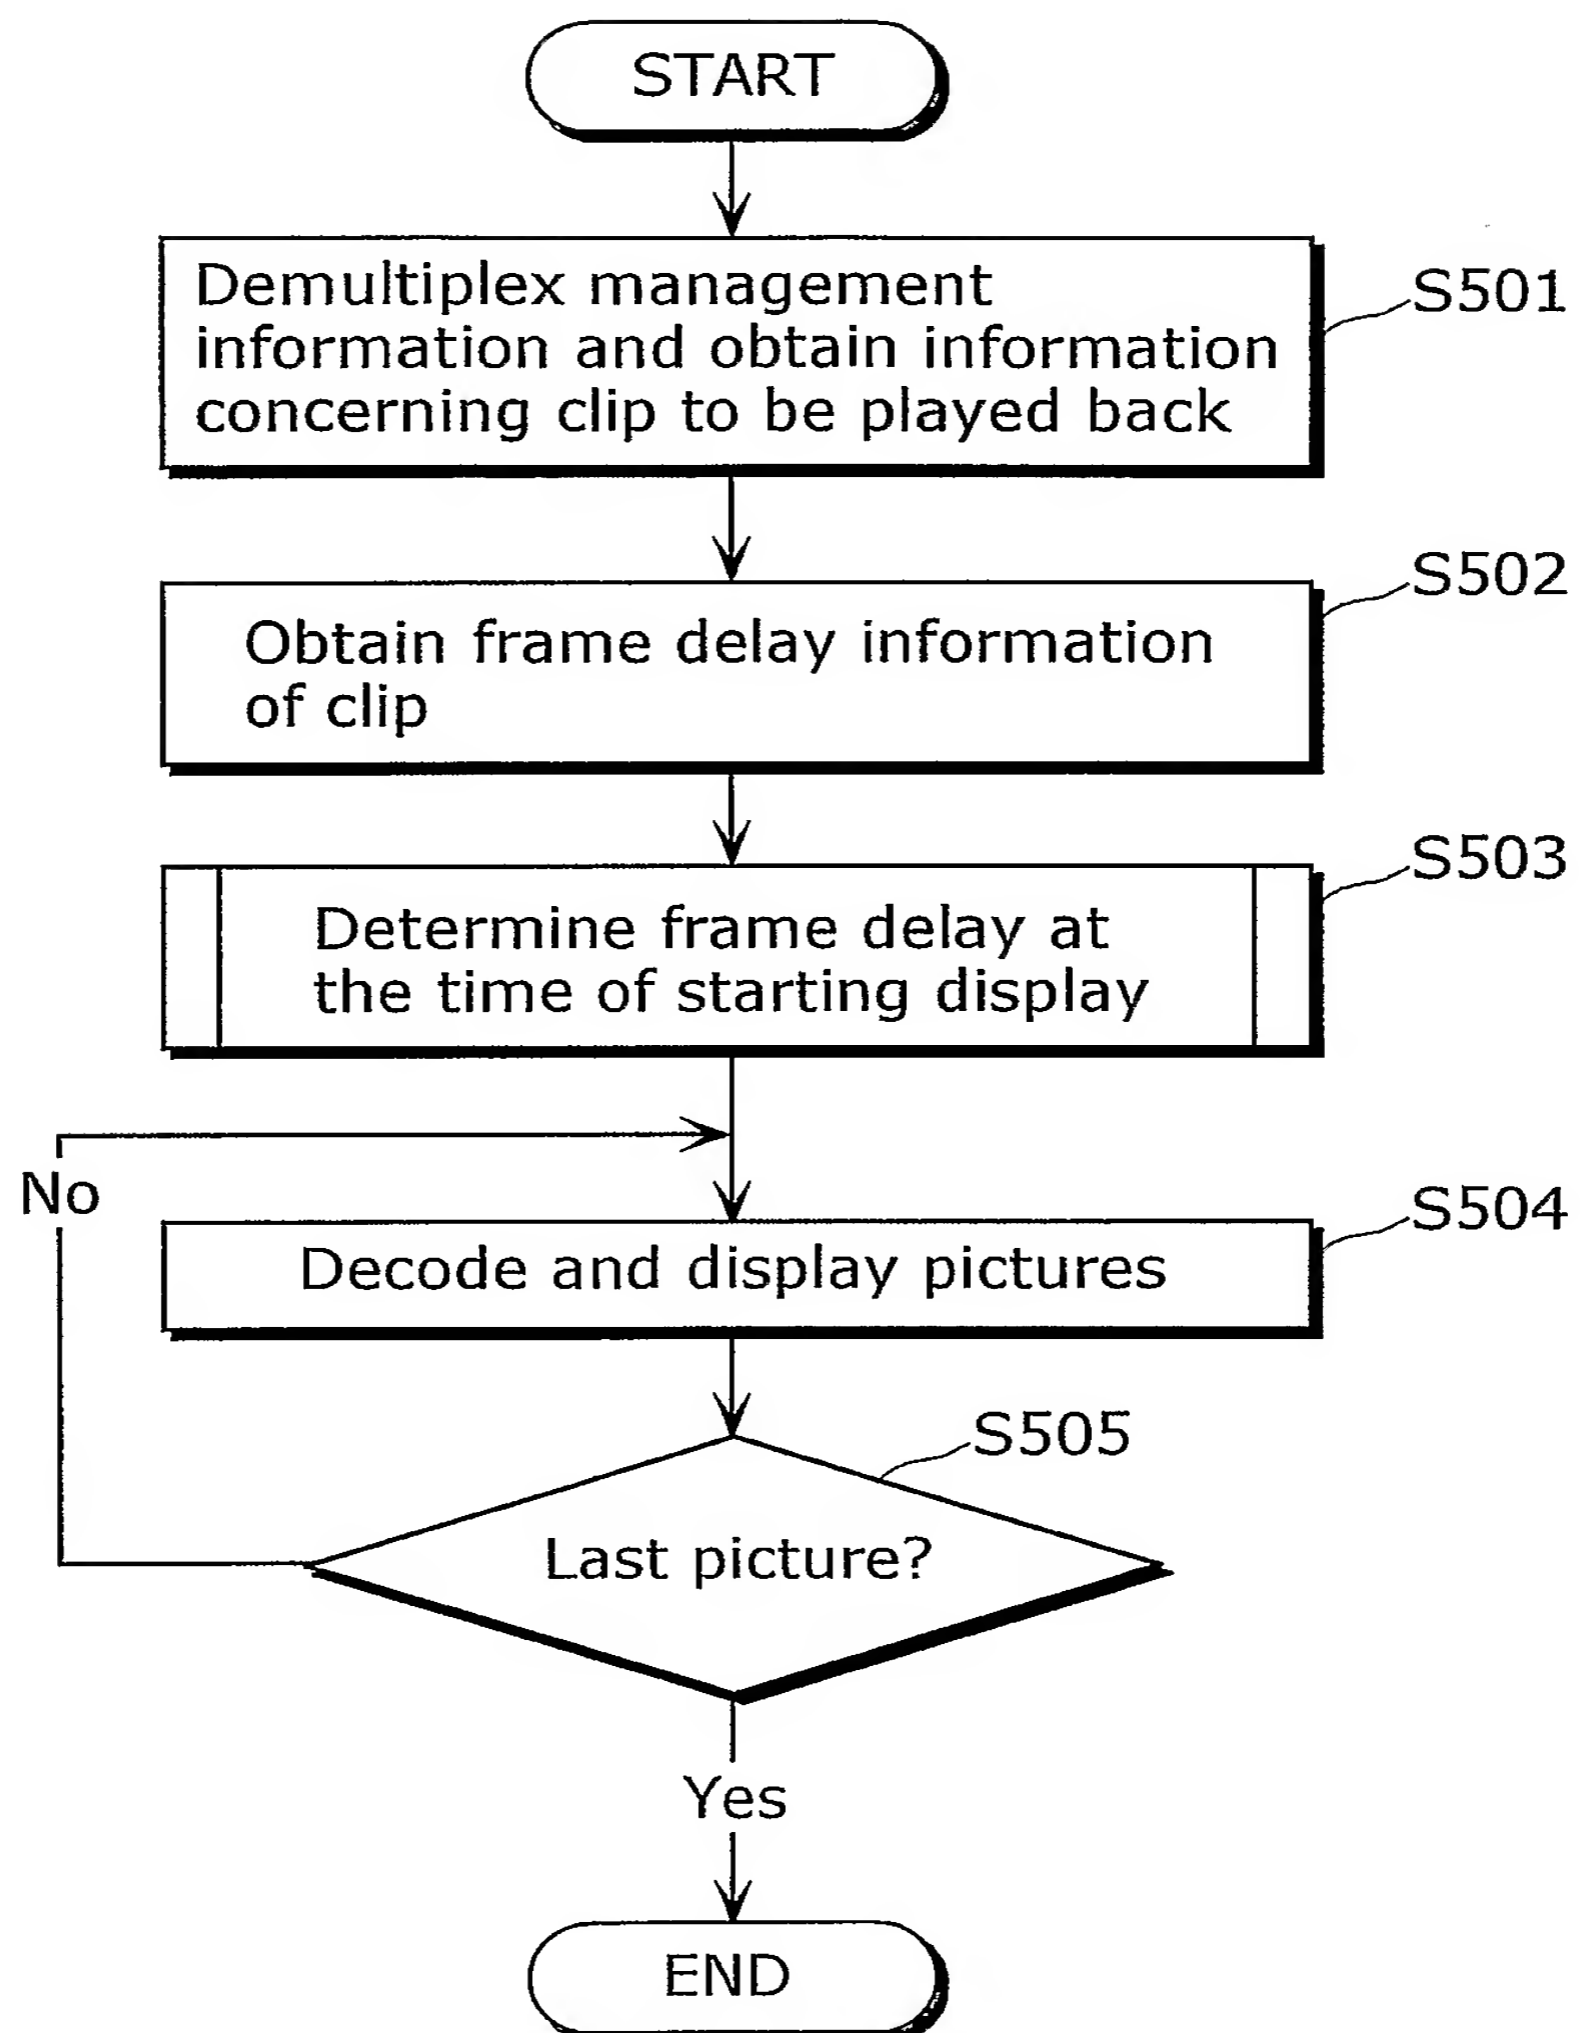 START
Demultiplex management
information and obtain information
concerning clip to be played back
S501
Obtain frame delay information
of clip
S502
Determine frame delay at
the time of starting display
S503
No
Decode and display pictures
S504
Last picture?
S505
Yes
END